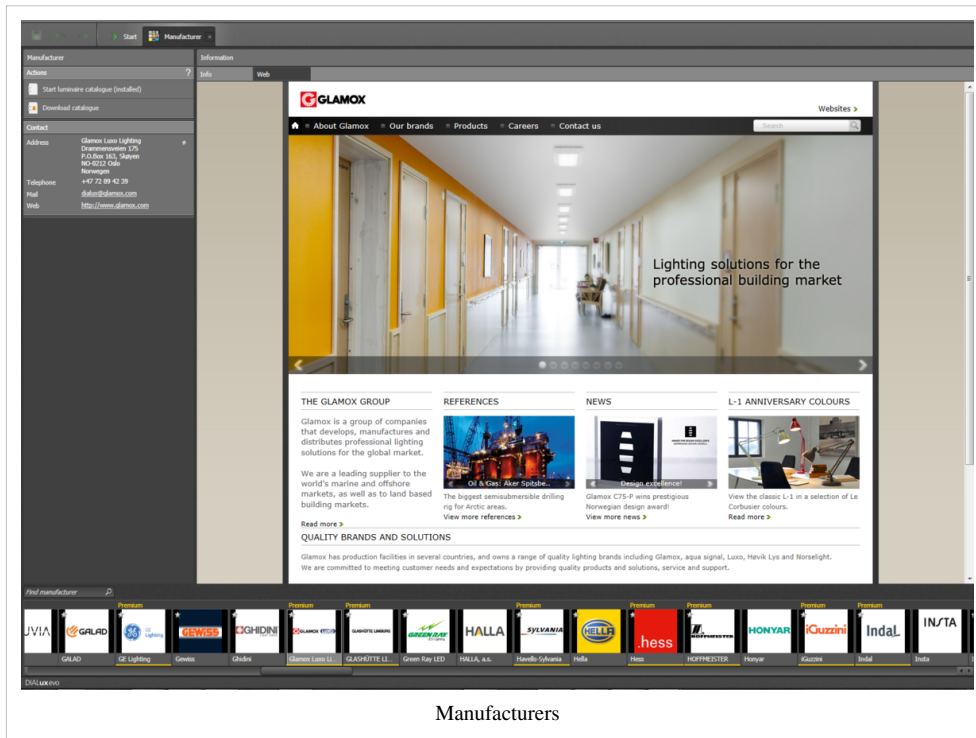 Start
Manufacturer
Manufacturer
Information
Actions ?
Info Web
Start luminaire catalogue (installed)
Download catalogue
Contact
Address
Glamox Luxo Lighting
Drammensveien 175
P.O.Box 163, Skøyen
NO-0212 Oslo
Norwegen
Telephone +47 72 89 42 39
Mail dialux@glamox.com
Web http://www.glamox.com
GLAMOX
Websites >
About Glamox Our brands Products Careers Contact us
Search
Lighting solutions for the
professional building market
THE GLAMOX GROUP
Glamox is a group of companies
that develops, manufactures and
distributes professional lighting
solutions for the global market.
We are a leading supplier to the
world's marine and offshore
markets, as well as to land based
building markets.
Read more >
REFERENCES
Oil & Gas: Aker Spitsbe..
The biggest semisubmersible drilling
rig for Arctic areas.
View more references >
NEWS
Design excellence!
Glamox C75-P wins prestigious
Norwegian design award!
View more news >
L-1 ANNIVERSARY COLOURS
View the classic L-1 in a selection of Le
Corbusier colours.
Read more >
QUALITY BRANDS AND SOLUTIONS
Glamox has production facilities in several countries, and owns a range of quality lighting brands including Glamox, aqua signal, Luxo, Høvik Lys and Norselight.
We are committed to meeting customer needs and expectations by providing quality products and solutions, service and support.
Find manufacturer
Premium Premium Premium Premium Premium Premium Premium Premium
UVIA GALAD GE Lighting GEWISS GHIDINI GLAMOX LUXO GLASHÜTTE LIMBURG GREEN RAY HALLA SYLVANIA HELLA .hess HOFFMEISTER HONYAR iGuzzini Indal INSTA
GALAD GE Lighting Gewiss Ghidini Glamox Luxo Li... GLASHÜTTE LI... Green Ray LED HALLA, a.s. Havells-Sylvania Hella Hess HOFFMEISTER Honyar iGuzzini Indal Insta
DIALux evo
Manufacturers